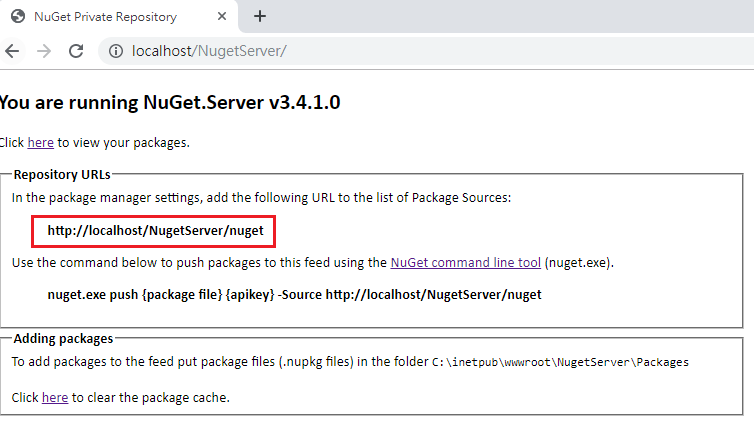 NuGet Private Repository
localhost/NugetServer/
You are running NuGet.Server v3.4.1.0
Click here to view your packages.
Repository URLs
In the package manager settings, add the following URL to the list of Package Sources:
http://localhost/NugetServer/nuget
Use the command below to push packages to this feed using the NuGet command line tool (nuget.exe).
nuget.exe push {package file} {apikey} -Source http://localhost/NugetServer/nuget
Adding packages
To add packages to the feed put package files (.nupkg files) in the folder C:\inetpub\wwwroot\NugetServer\Packages
Click here to clear the package cache.